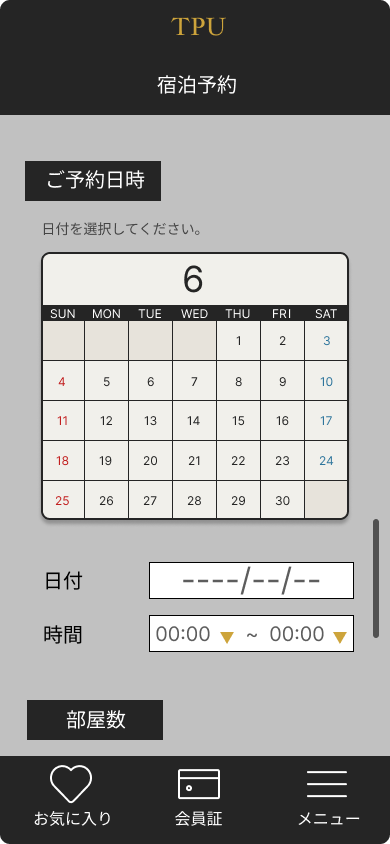 TPU
宿泊予約
ご予約日時
日付を選択してください。
6
SUN MON TUE WED THU FRI SAT
1 2 3
4 5 6 7 8 9 10
11 12 13 14 15 16 17
18 19 20 21 22 23 24
25 26 27 28 29 30
日付 ----/--/--
時間 00:00 ~ 00:00
部屋数
お気に入り 会員証 メニュー